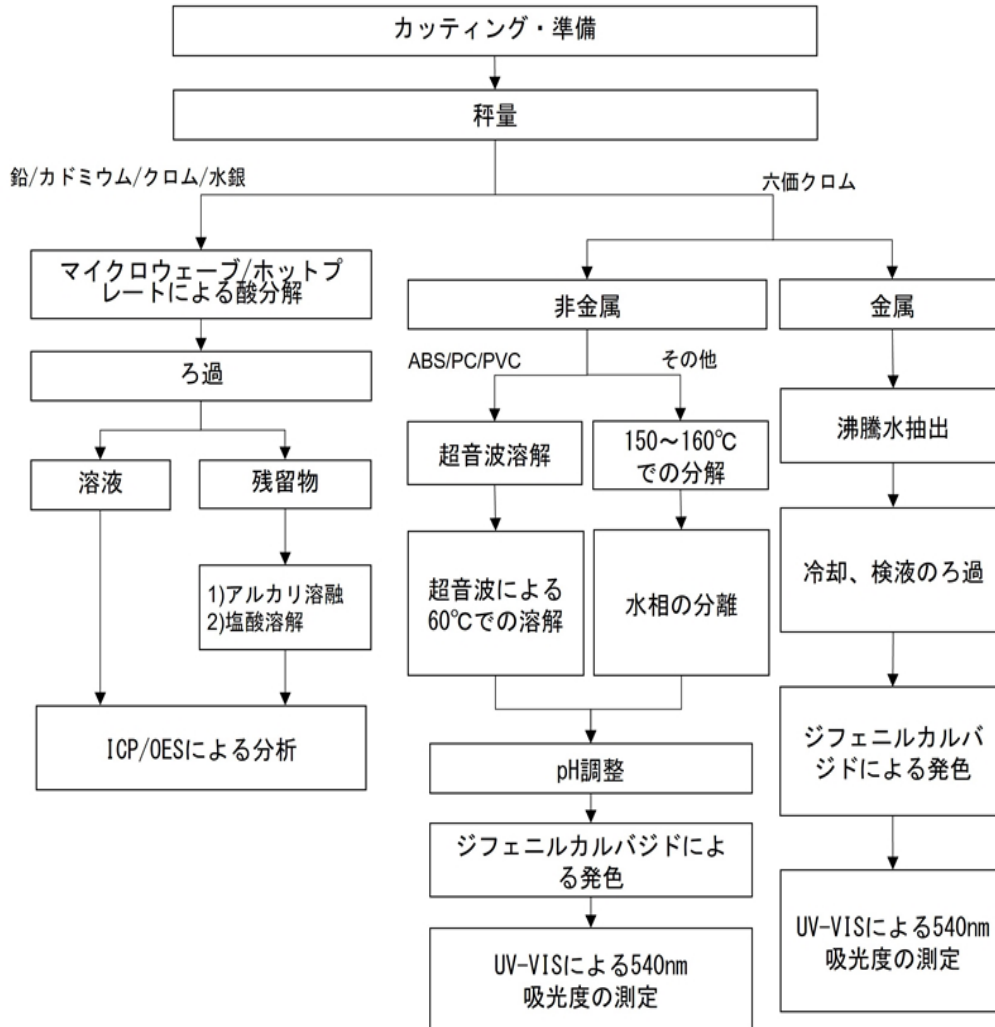 カッティング・準備
秤量
鉛/カドミウム/クロム/水銀
六価クロム
マイクロウェーブ/ホットプ
レートによる酸分解
非金属
金属
ろ過
ABS/PC/PVC
その他
溶液
残留物
超音波溶解
150～160℃
での分解
沸騰水抽出
1)アルカリ溶融
2)塩酸溶解
超音波による
60℃での溶解
水相の分離
冷却、検液のろ過
ICP/OESによる分析
pH調整
ジフェニルカルバ
ジドによる発色
ジフェニルカルバジドによ
る発色
UV-VISによる540nm
吸光度の測定
UV-VISによる540nm
吸光度の測定